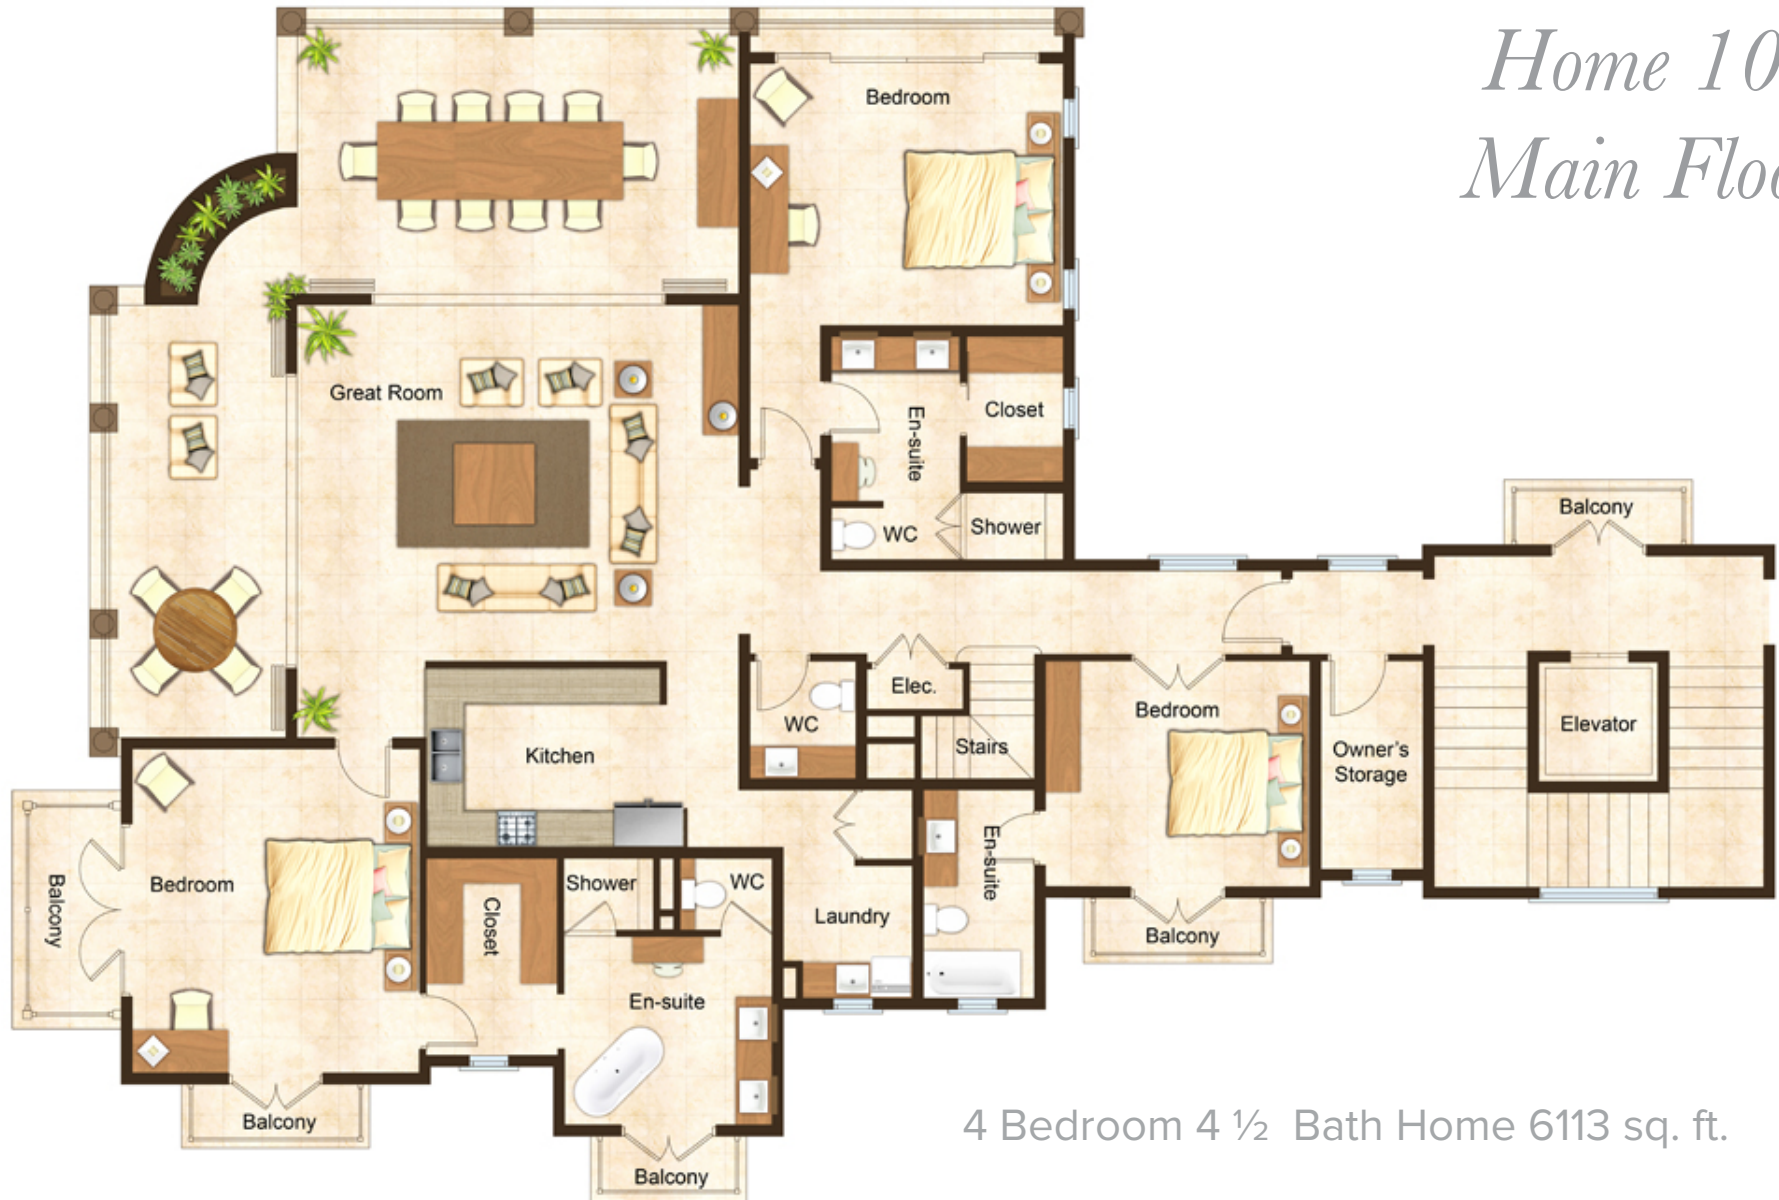 Home 10
Main Floo
Bedroom
Great Room
En-suite
Closet
WC
Shower
Balcony
Elec.
Stairs
WC
Bedroom
Owner's
Storage
Elevator
Kitchen
Bedroom
Balcony
Closet
Shower
WC
Laundry
En-suite
Balcony
En-suite
Balcony
Balcony
4 Bedroom 4 ½ Bath Home 6113 sq. ft.